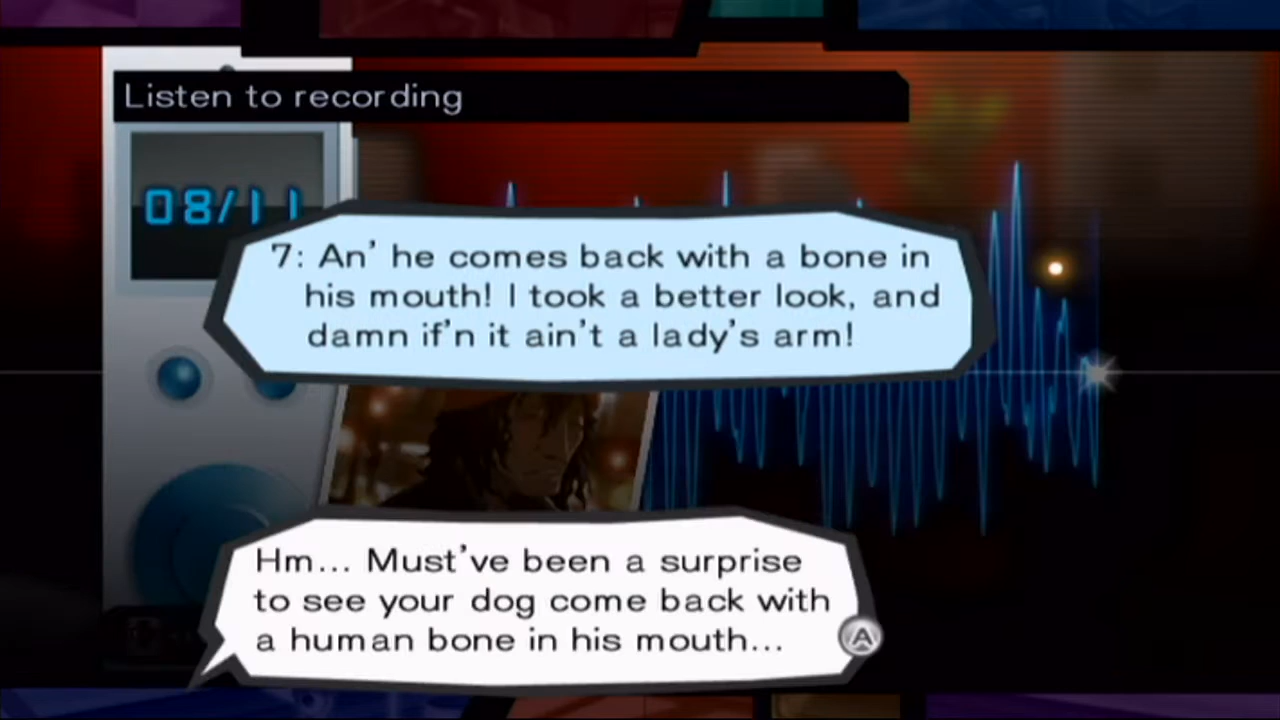 Listen to recording
08/11
7: An' he comes back with a bone in
his mouth! I took a better look, and
damn if'n it ain't a lady's arm!
Hm... Must've been a surprise
to see your dog come back with
a human bone in his mouth...
A